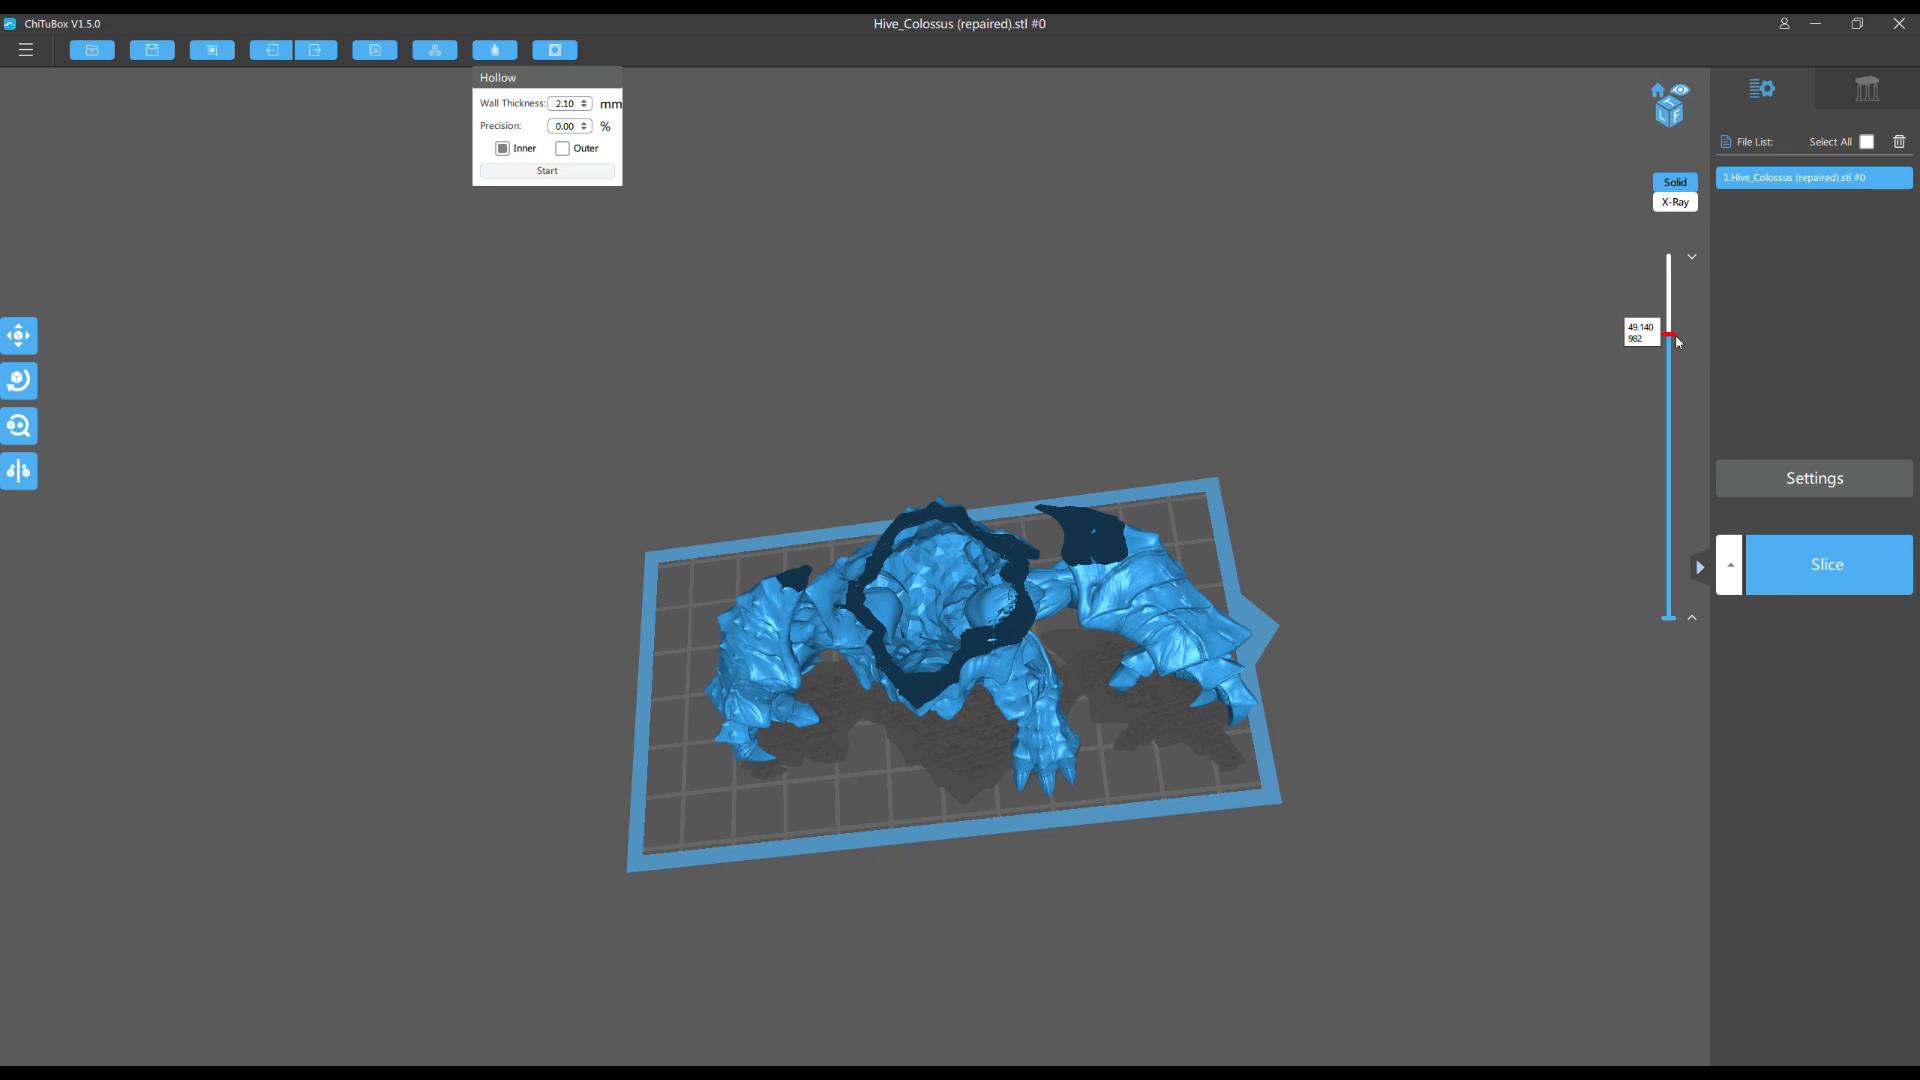 ChiTuBox V1.5.0
Hive_Colossus (repaired).stl #0
Hollow
Wall Thickness: 2.10 mm
Precision: 0.00 %
Inner Outer
Start
T
L F
File List: Select All
1.Hive_Colossus (repaired).stl #0
Solid
X-Ray
49.140
982
Settings
Slice